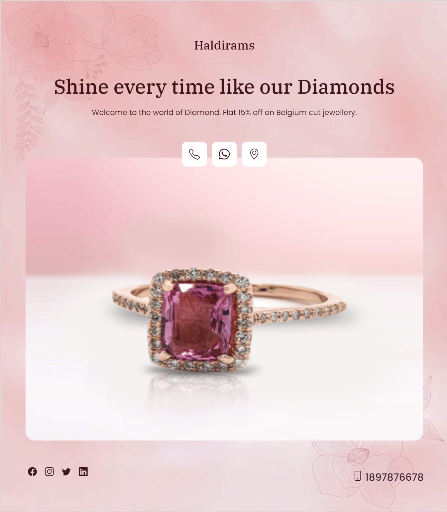 Haldirams
Shine every time like our Diamonds
Welcome to the world of Diamond. Flat 15% off on Belgium cut jewellery.
1897876678